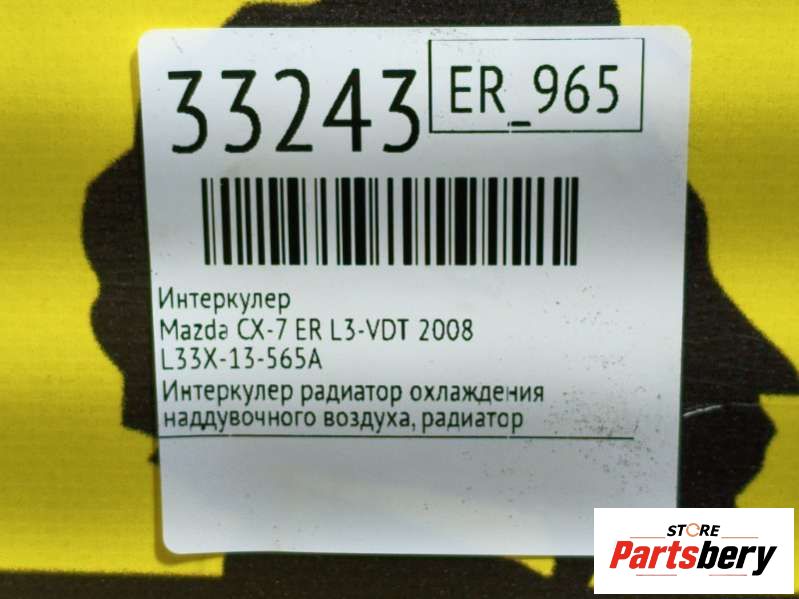 33243
ER_965
Интеркулер
Mazda CX-7 ER L3-VDT 2008
L33X-13-565A
Интеркулер радиатор охлаждения
наддувочного воздуха, радиатор
STORE
Partsbery